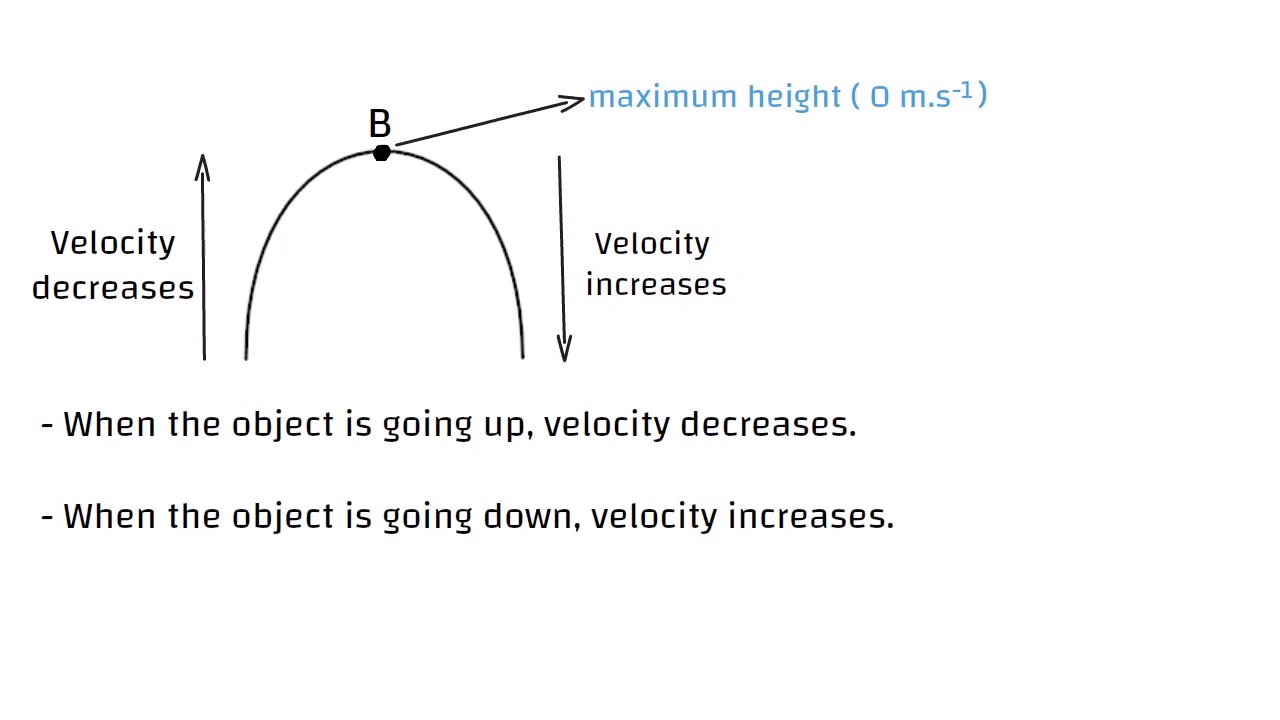 maximum height ( 0 m.s⁻¹ )
B
Velocity
decreases
Velocity
increases
- When the object is going up, velocity decreases.
- When the object is going down, velocity increases.